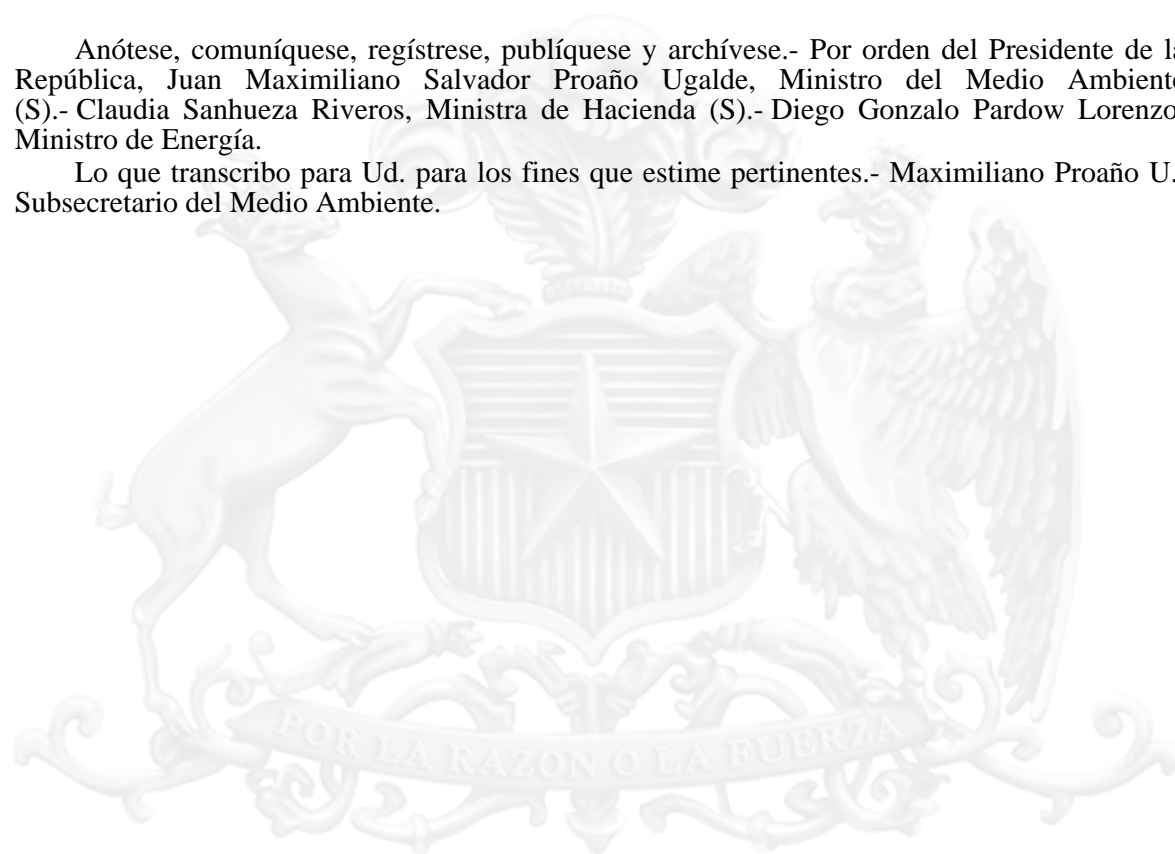 Anótese, comuníquese, regístrese, publíquese y archívese.- Por orden del Presidente de la
República, Juan Maximiliano Salvador Proaño Ugalde, Ministro del Medio Ambiente
(S).- Claudia Sanhueza Riveros, Ministra de Hacienda (S).- Diego Gonzalo Pardow Lorenzo,
Ministro de Energía.
Lo que transcribo para Ud. para los fines que estime pertinentes.- Maximiliano Proaño U.,
Subsecretario del Medio Ambiente.
POR LA RAZON O LA FUERZA